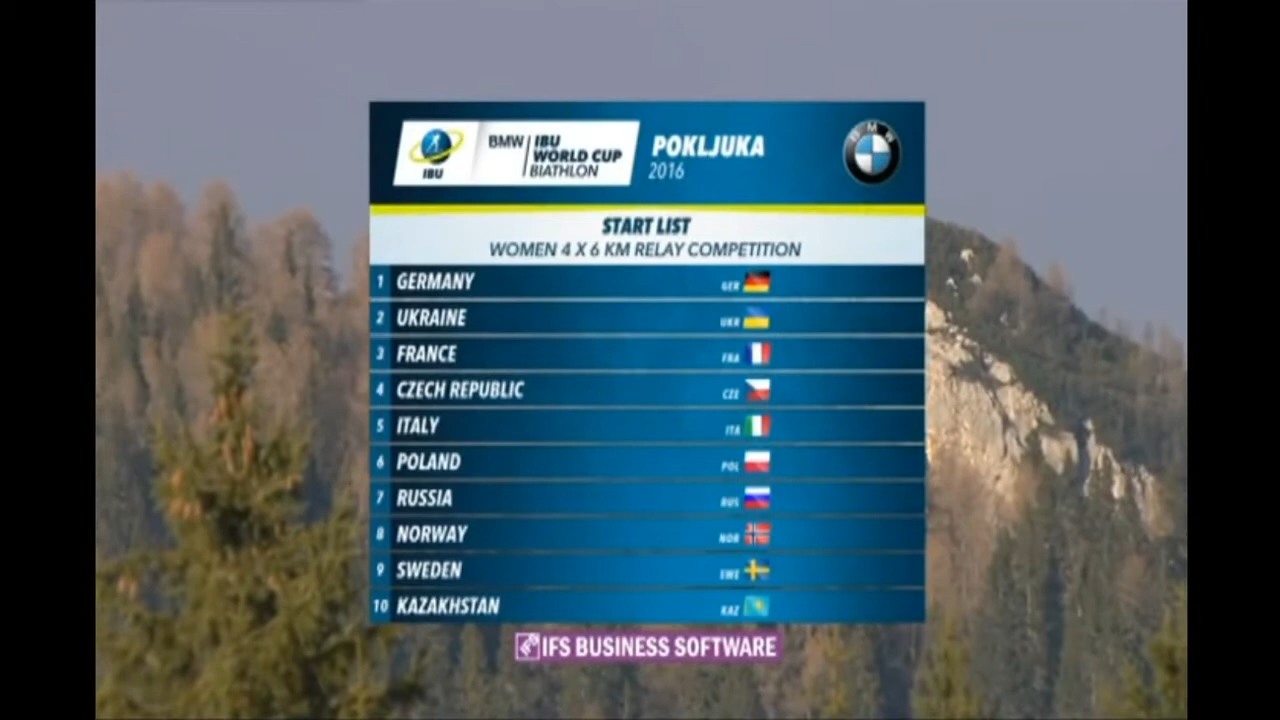 IBU
BMW
IBU
WORLD CUP
BIATHLON
POKLJUKA
2016
BMW
START LIST
WOMEN 4 X 6 KM RELAY COMPETITION
1 GERMANY GER
2 UKRAINE UKR
3 FRANCE FRA
4 CZECH REPUBLIC CZE
5 ITALY ITA
6 POLAND POL
7 RUSSIA RUS
8 NORWAY NOR
9 SWEDEN SWE
10 KAZAKHSTAN KAZ
IFS BUSINESS SOFTWARE